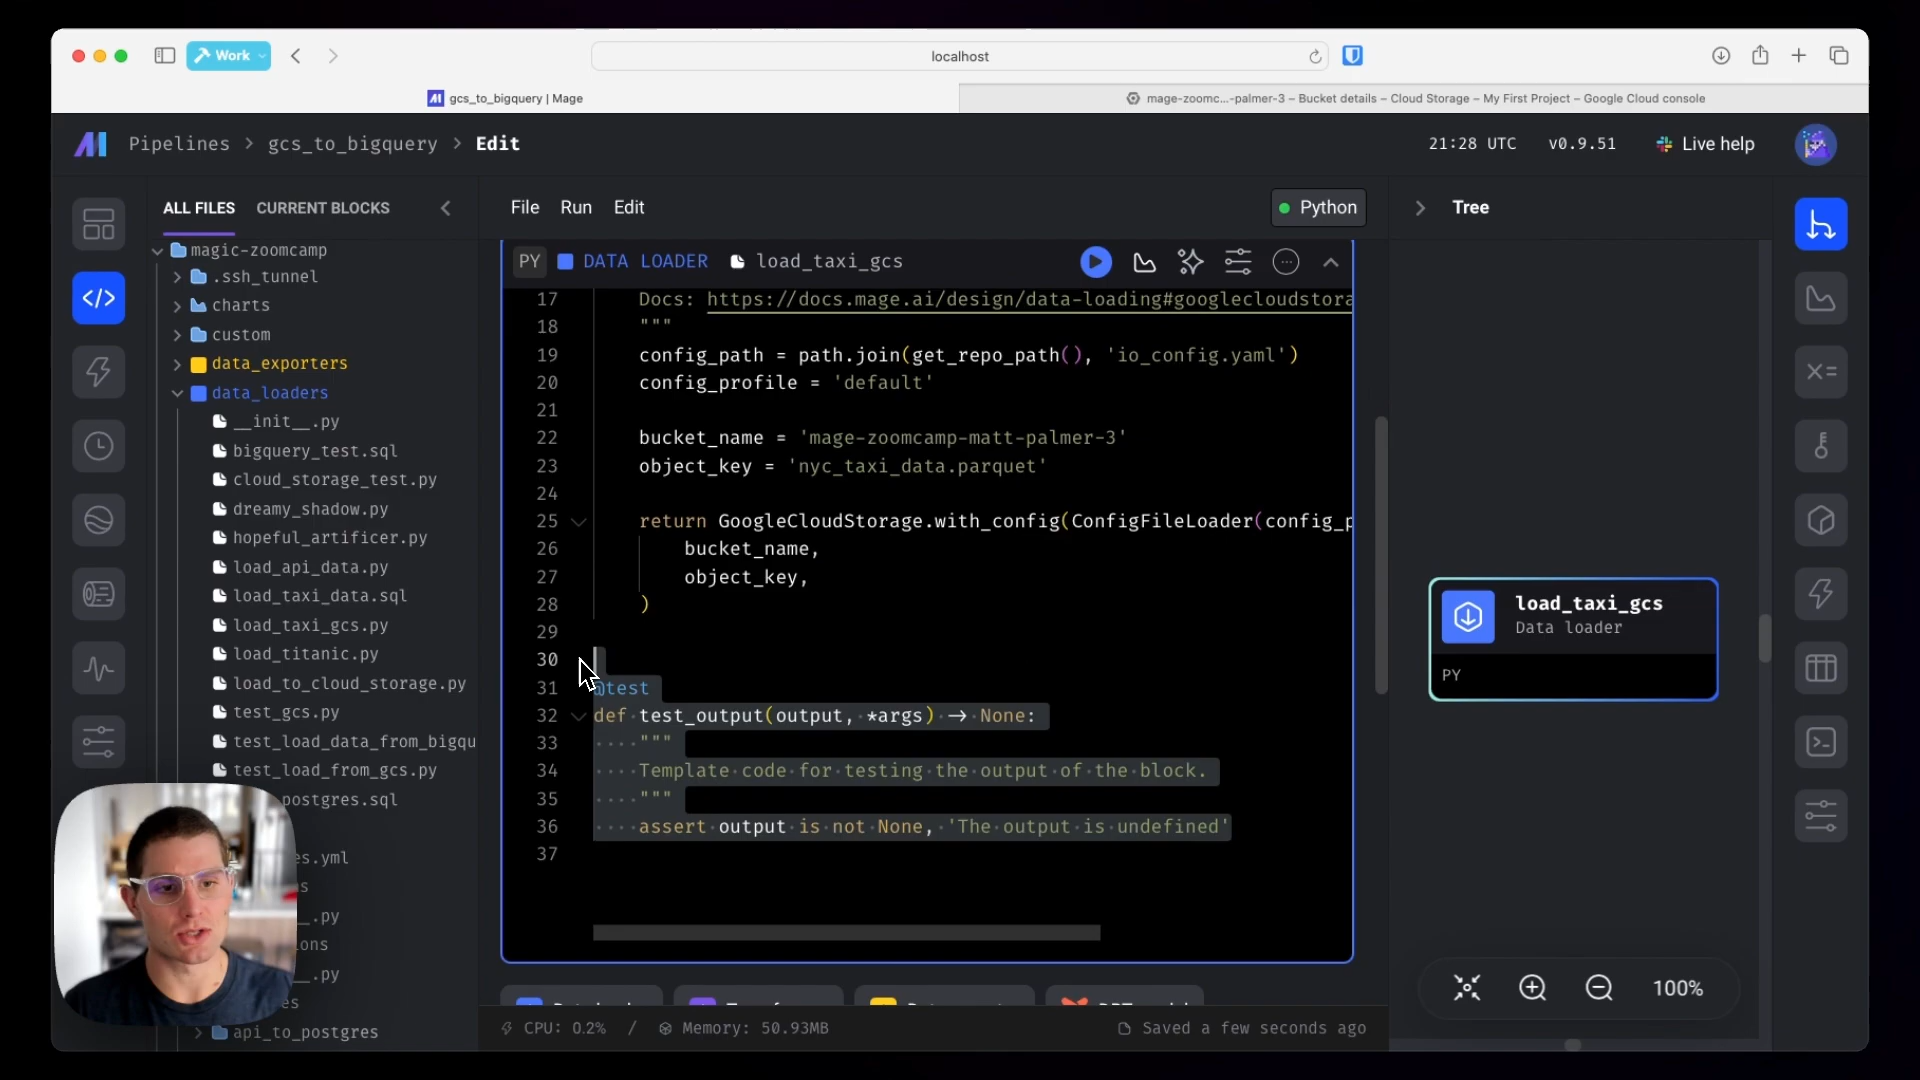 Work
localhost
gcs_to_bigquery | Mage
mage-zoomc...-palmer-3 – Bucket details – Cloud Storage – My First Project – Google Cloud console
Pipelines > gcs_to_bigquery > Edit
21:28 UTC
v0.9.51
Live help
ALL FILES
CURRENT BLOCKS
File
Run
Edit
Python
Tree
magic-zoomcamp
.ssh_tunnel
charts
custom
data_exporters
data_loaders
__init__.py
bigquery_test.sql
cloud_storage_test.py
dreamy_shadow.py
hopeful_artificer.py
load_api_data.py
load_taxi_data.sql
load_taxi_gcs.py
load_titanic.py
load_to_cloud_storage.py
test_gcs.py
test_load_data_from_bigqu
test_load_from_gcs.py
postgres.sql
es.yml
s
_.py
ons
_.py
es
api_to_postgres
PY
DATA LOADER
load_taxi_gcs
17 Docs: https://docs.mage.ai/design/data-loading#googlecloudstora
18 """
19 config_path = path.join(get_repo_path(), 'io_config.yaml')
20 config_profile = 'default'
21
22 bucket_name = 'mage-zoomcamp-matt-palmer-3'
23 object_key = 'nyc_taxi_data.parquet'
24
25 return GoogleCloudStorage.with_config(ConfigFileLoader(config_p
26 bucket_name,
27 object_key,
28 )
29
30
31 @test
32 def test_output(output, *args) -> None:
33 """
34 Template code for testing the output of the block.
35 """
36 assert output is not None, 'The output is undefined'
37
load_taxi_gcs
Data loader
PY
100%
CPU: 0.2% / Memory: 50.93MB
Saved a few seconds ago